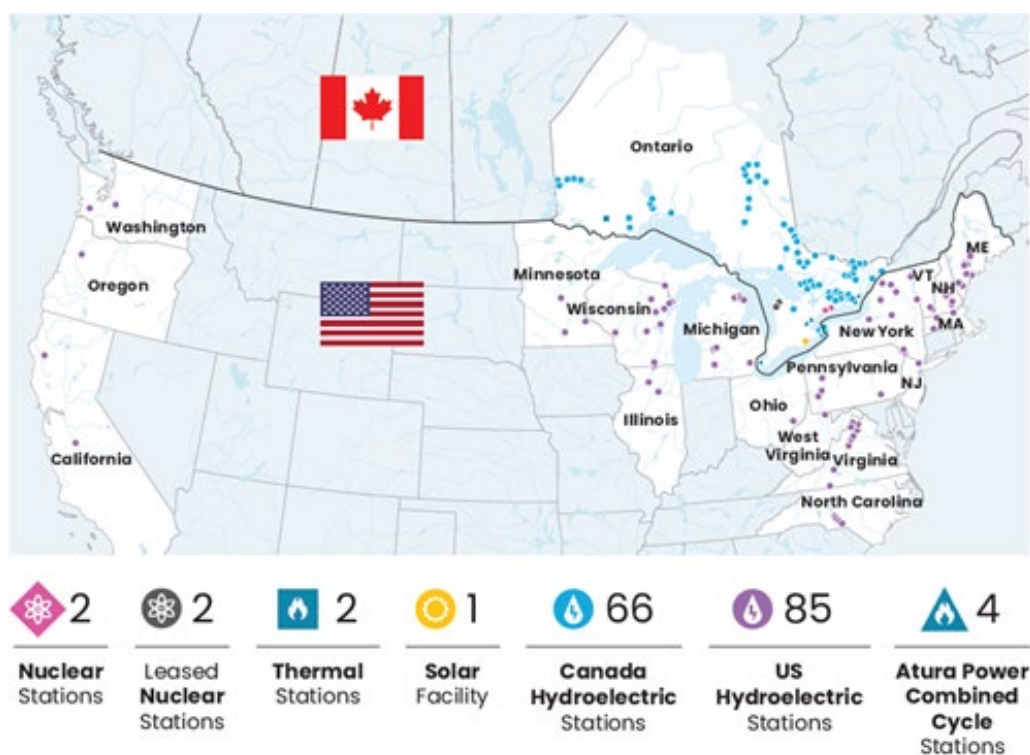 Ontario
Washington
Oregon
Minnesota
Wisconsin
Michigan
ME
VT
NH
New York
MA
Pennsylvania
NJ
Illinois
Ohio
West
Virginia
Virginia
California
North Carolina
2
2
2
1
66
85
4
Nuclear
Stations
Leased
Nuclear
Stations
Thermal
Stations
Solar
Facility
Canada
Hydroelectric
Stations
US
Hydroelectric
Stations
Atura Power
Combined
Cycle
Stations